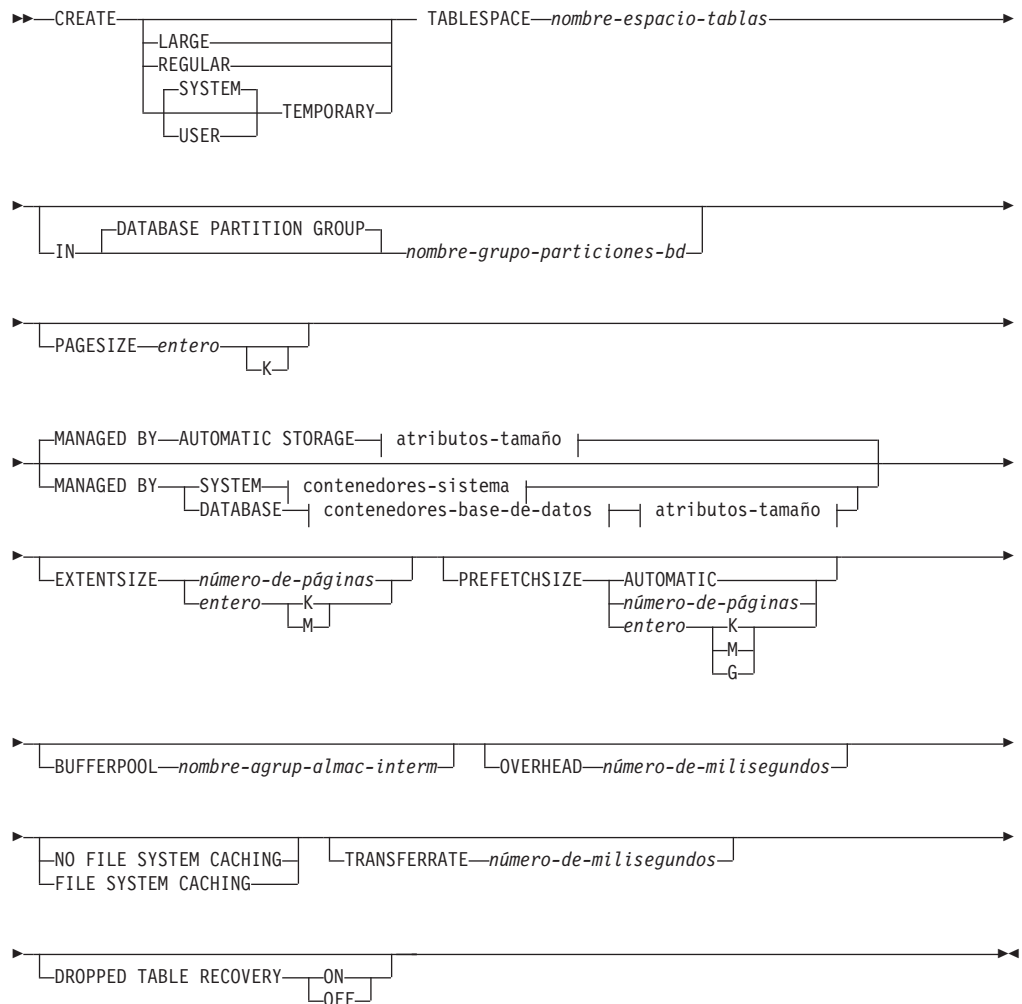 CREATE TABLESPACE nombre-espacio-tablas
LARGE
REGULAR
SYSTEM
TEMPORARY
USER
DATABASE PARTITION GROUP
IN nombre-grupo-particiones-bd
PAGESIZE entero
K
MANAGED BY AUTOMATIC STORAGE atributos-tamaño
MANAGED BY SYSTEM contenedores-sistema
DATABASE contenedores-base-de-datos atributos-tamaño
EXTENTSIZE número-de-páginas PREFETCHSIZE AUTOMATIC
entero K número-de-páginas
M entero K
M
G
BUFFERPOOL nombre-agrup-almac-interm OVERHEAD número-de-milisegundos
NO FILE SYSTEM CACHING TRANSFERRATE número-de-milisegundos
FILE SYSTEM CACHING
DROPPED TABLE RECOVERY ON
OFF